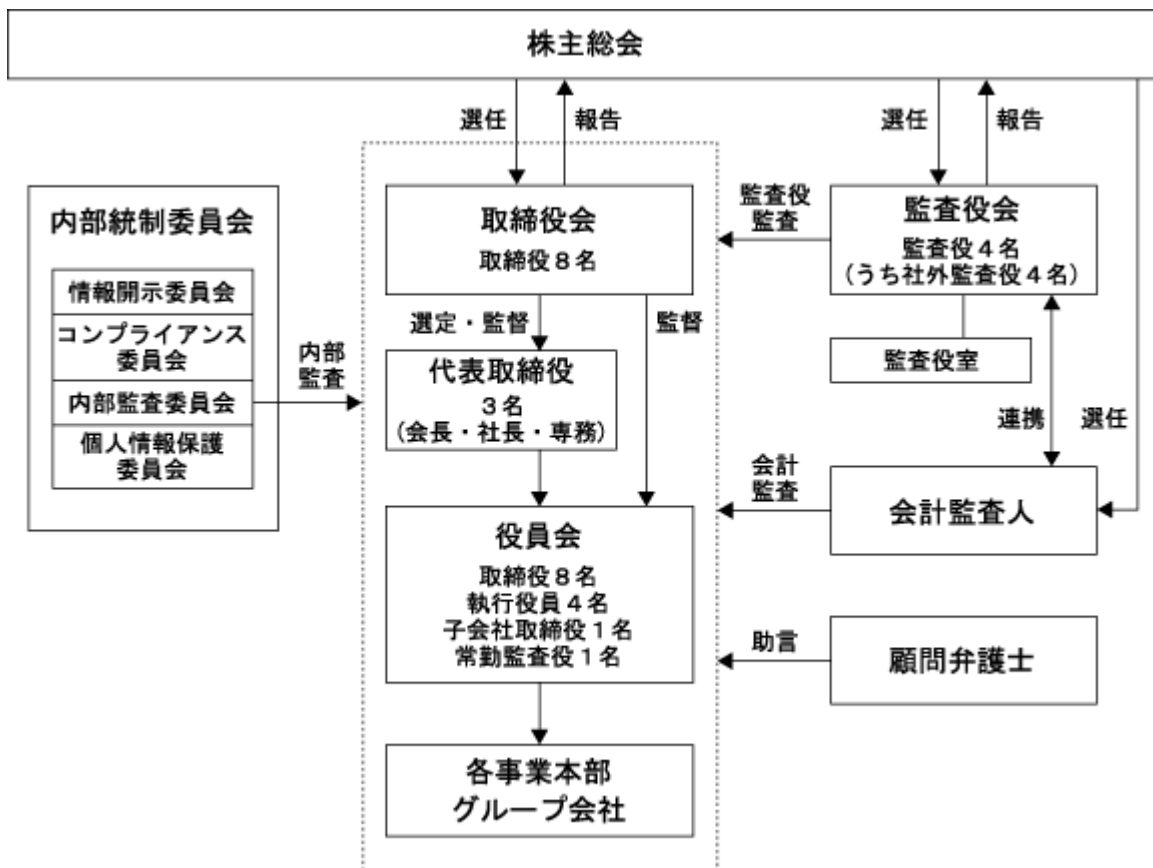 株主総会
選任
報告
選任
報告
内部統制委員会
情報開示委員会
コンプライアンス
委員会
内部監査委員会
個人情報保護
委員会
内部
監査
取締役会
取締役8名
選定・監督
監督
代表取締役
3名
(会長・社長・専務)
役員会
取締役8名
執行役員4名
子会社取締役1名
常勤監査役1名
各事業本部
グループ会社
監査役
監査
監査役会
監査役4名
(うち社外監査役4名)
監査役室
連携
選任
会計
監査
会計監査人
助言
顧問弁護士